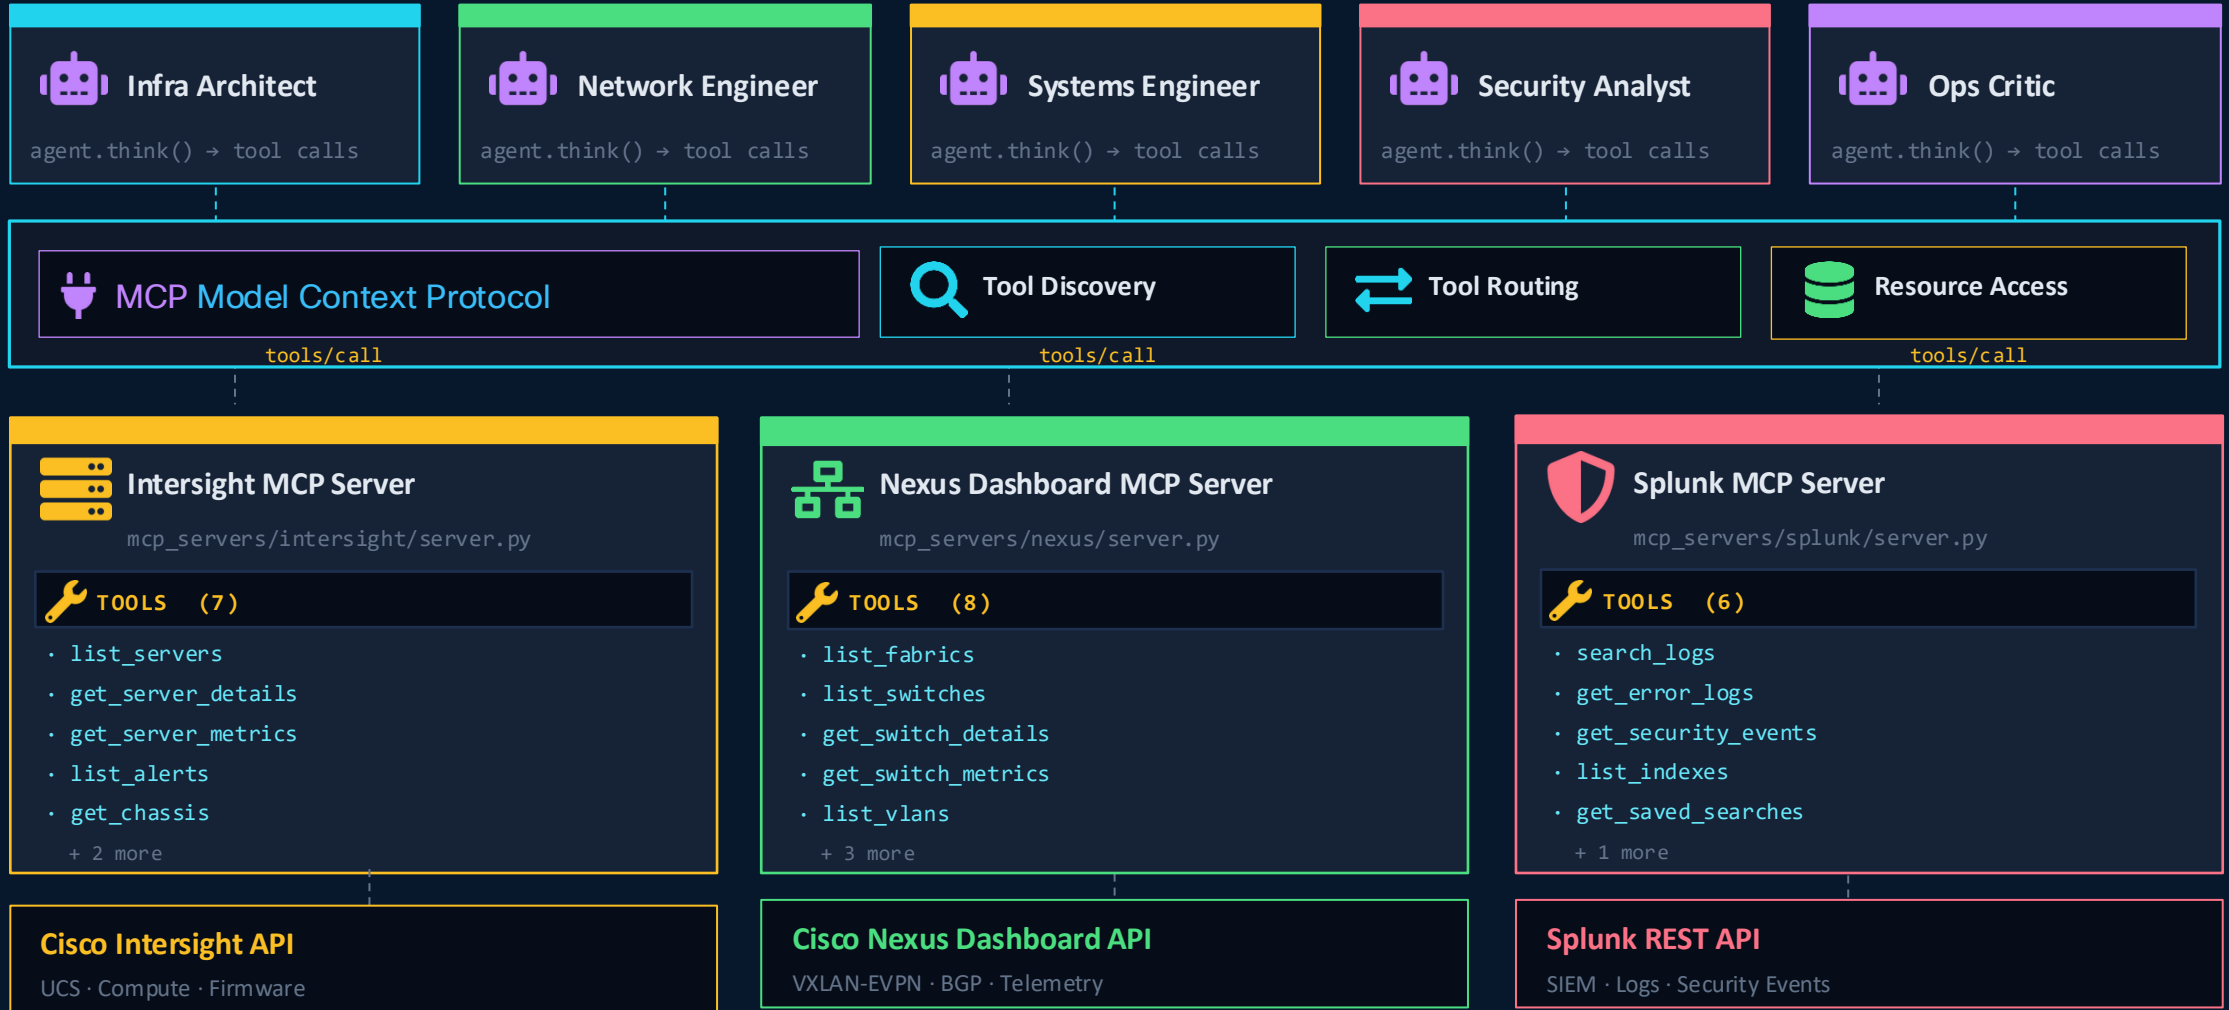 Infra Architect
agent.think() → tool calls
Network Engineer
agent.think() → tool calls
Systems Engineer
agent.think() → tool calls
Security Analyst
agent.think() → tool calls
Ops Critic
agent.think() → tool calls
MCP Model Context Protocol
Tool Discovery
Tool Routing
Resource Access
tools/call
tools/call
tools/call
Intersight MCP Server
mcp_servers/intersight/server.py
TOOLS (7)
· list_servers
· get_server_details
· get_server_metrics
· list_alerts
· get_chassis
+ 2 more
Nexus Dashboard MCP Server
mcp_servers/nexus/server.py
TOOLS (8)
· list_fabrics
· list_switches
· get_switch_details
· get_switch_metrics
· list_vlans
+ 3 more
Splunk MCP Server
mcp_servers/splunk/server.py
TOOLS (6)
· search_logs
· get_error_logs
· get_security_events
· list_indexes
· get_saved_searches
+ 1 more
Cisco Intersight API
UCS · Compute · Firmware
Cisco Nexus Dashboard API
VXLAN-EVPN · BGP · Telemetry
Splunk REST API
SIEM · Logs · Security Events